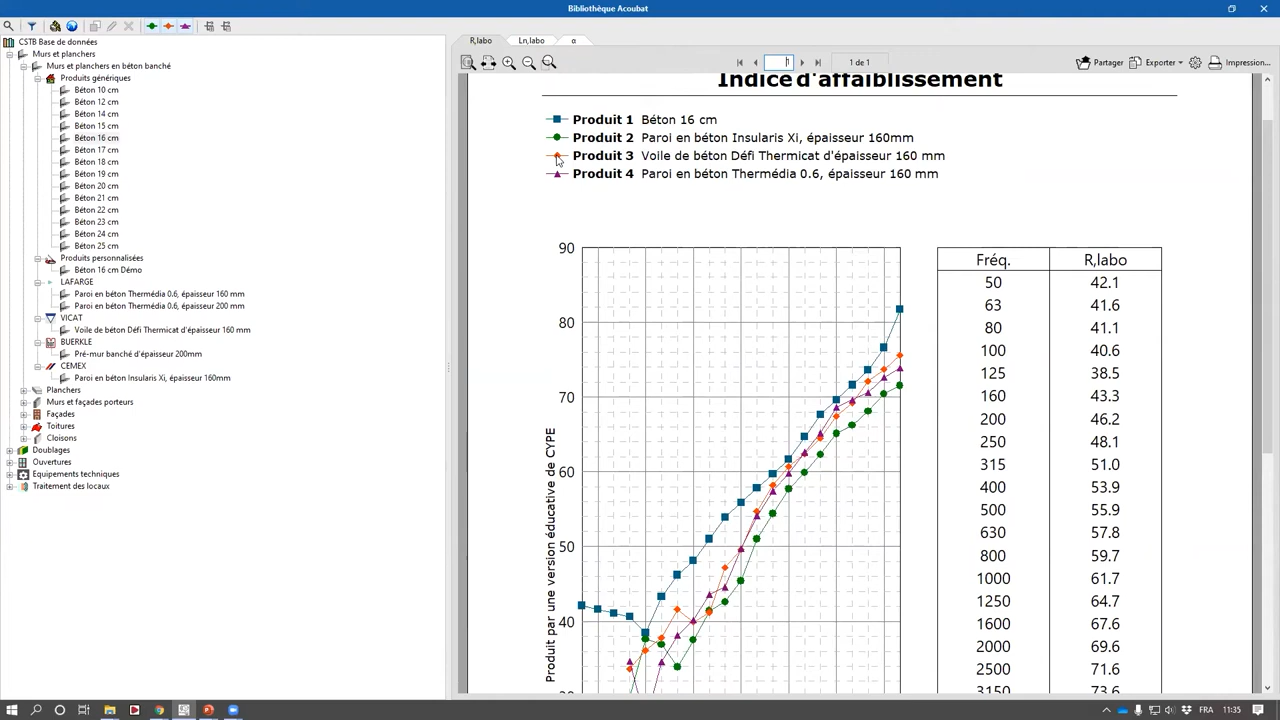 Bibliothèque Acoubat
CSTB Base de données
Murs et planchers
Murs et planchers en béton banché
Produits génériques
Béton 10 cm
Béton 12 cm
Béton 14 cm
Béton 15 cm
Béton 16 cm
Béton 17 cm
Béton 18 cm
Béton 19 cm
Béton 20 cm
Béton 21 cm
Béton 22 cm
Béton 23 cm
Béton 24 cm
Béton 25 cm
Produits personnalisées
Béton 16 cm Démo
LAFARGE
Paroi en béton Thermédia 0.6, épaisseur 160 mm
Paroi en béton Thermédia 0.6, épaisseur 200 mm
VICAT
Voile de béton Défi Thermicat d'épaisseur 160 mm
BUERKLE
Pré-mur banché d'épaisseur 200mm
CEMEX
Paroi en béton Insularis Xi, épaisseur 160mm
Planchers
Murs et façades porteurs
Façades
Toitures
Cloisons
Doublages
Ouvertures
Equipements techniques
Traitement des locaux
R,labo Ln,labo α
1 1 de 1 Partager Exporter Impression...
Indice d'affaiblissement
Produit 1 Béton 16 cm
Produit 2 Paroi en béton Insularis Xi, épaisseur 160mm
Produit 3 Voile de béton Défi Thermicat d'épaisseur 160 mm
Produit 4 Paroi en béton Thermédia 0.6, épaisseur 160 mm
90
80
70
60
50
40
30
Produit par une version éducative de CYPE
Fréq. R,labo
50 42.1
63 41.6
80 41.1
100 40.6
125 38.5
160 43.3
200 46.2
250 48.1
315 51.0
400 53.9
500 55.9
630 57.8
800 59.7
1000 61.7
1250 64.7
1600 67.6
2000 69.6
2500 71.6
3150 73.6
FRA 11:35